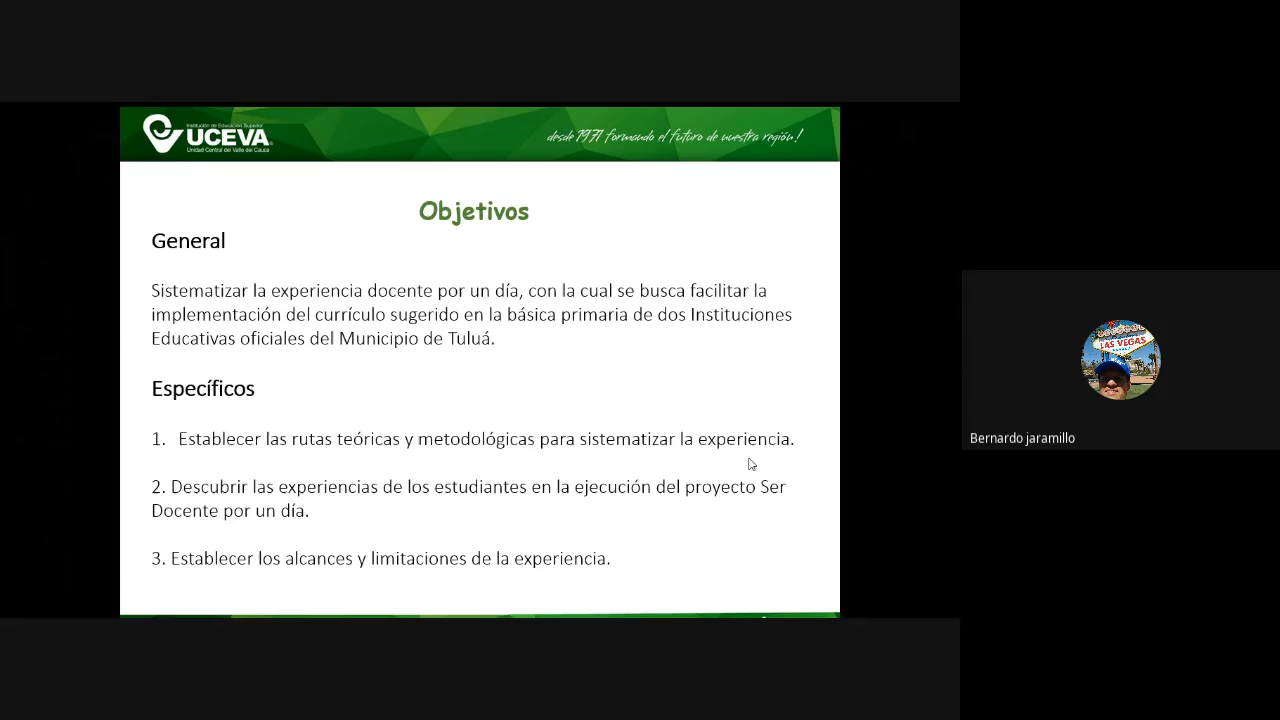 Institución de Educación Superior
UCEVA
Unidad Central del Valle del Cauca
desde 1971 formando el futuro de nuestra región!
Objetivos
General
Sistematizar la experiencia docente por un día, con la cual se busca facilitar la
implementación del currículo sugerido en la básica primaria de dos Instituciones
Educativas oficiales del Municipio de Tuluá.
Específicos
1. Establecer las rutas teóricas y metodológicas para sistematizar la experiencia.
2. Descubrir las experiencias de los estudiantes en la ejecución del proyecto Ser
Docente por un día.
3. Establecer los alcances y limitaciones de la experiencia.
LAS VEGAS
Bernardo jaramillo